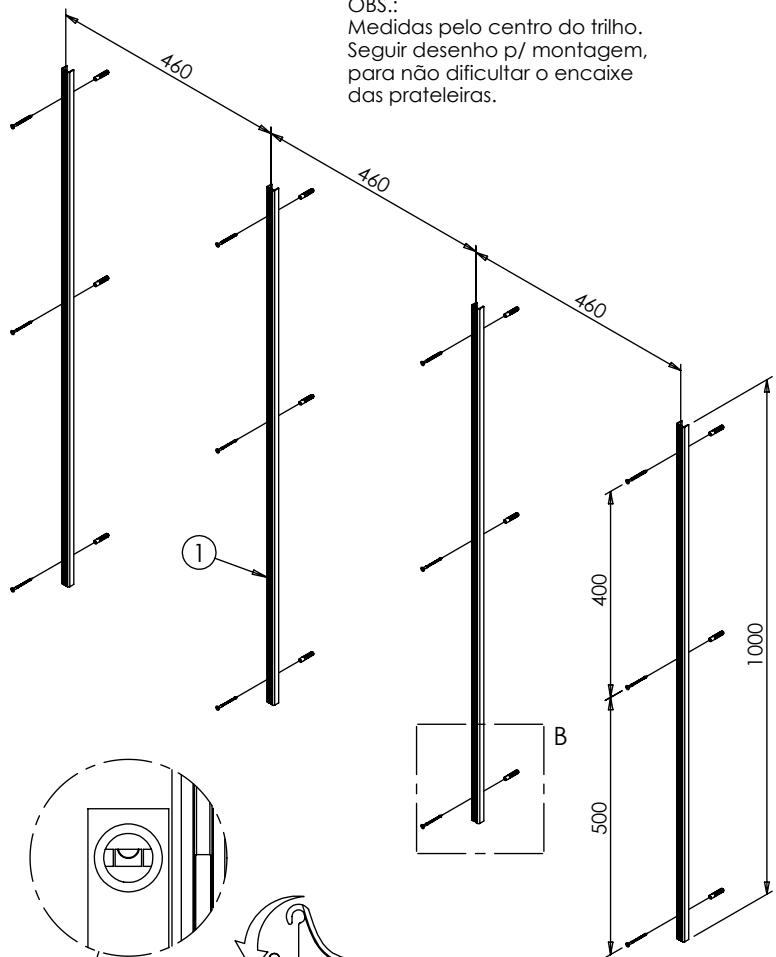 OBS.:
Medidas pelo centro do trilho.
Seguir desenho p/ montagem,
para não dificultar o encaixe
das prateleiras.
460
460
460
1
400
1000
B
500